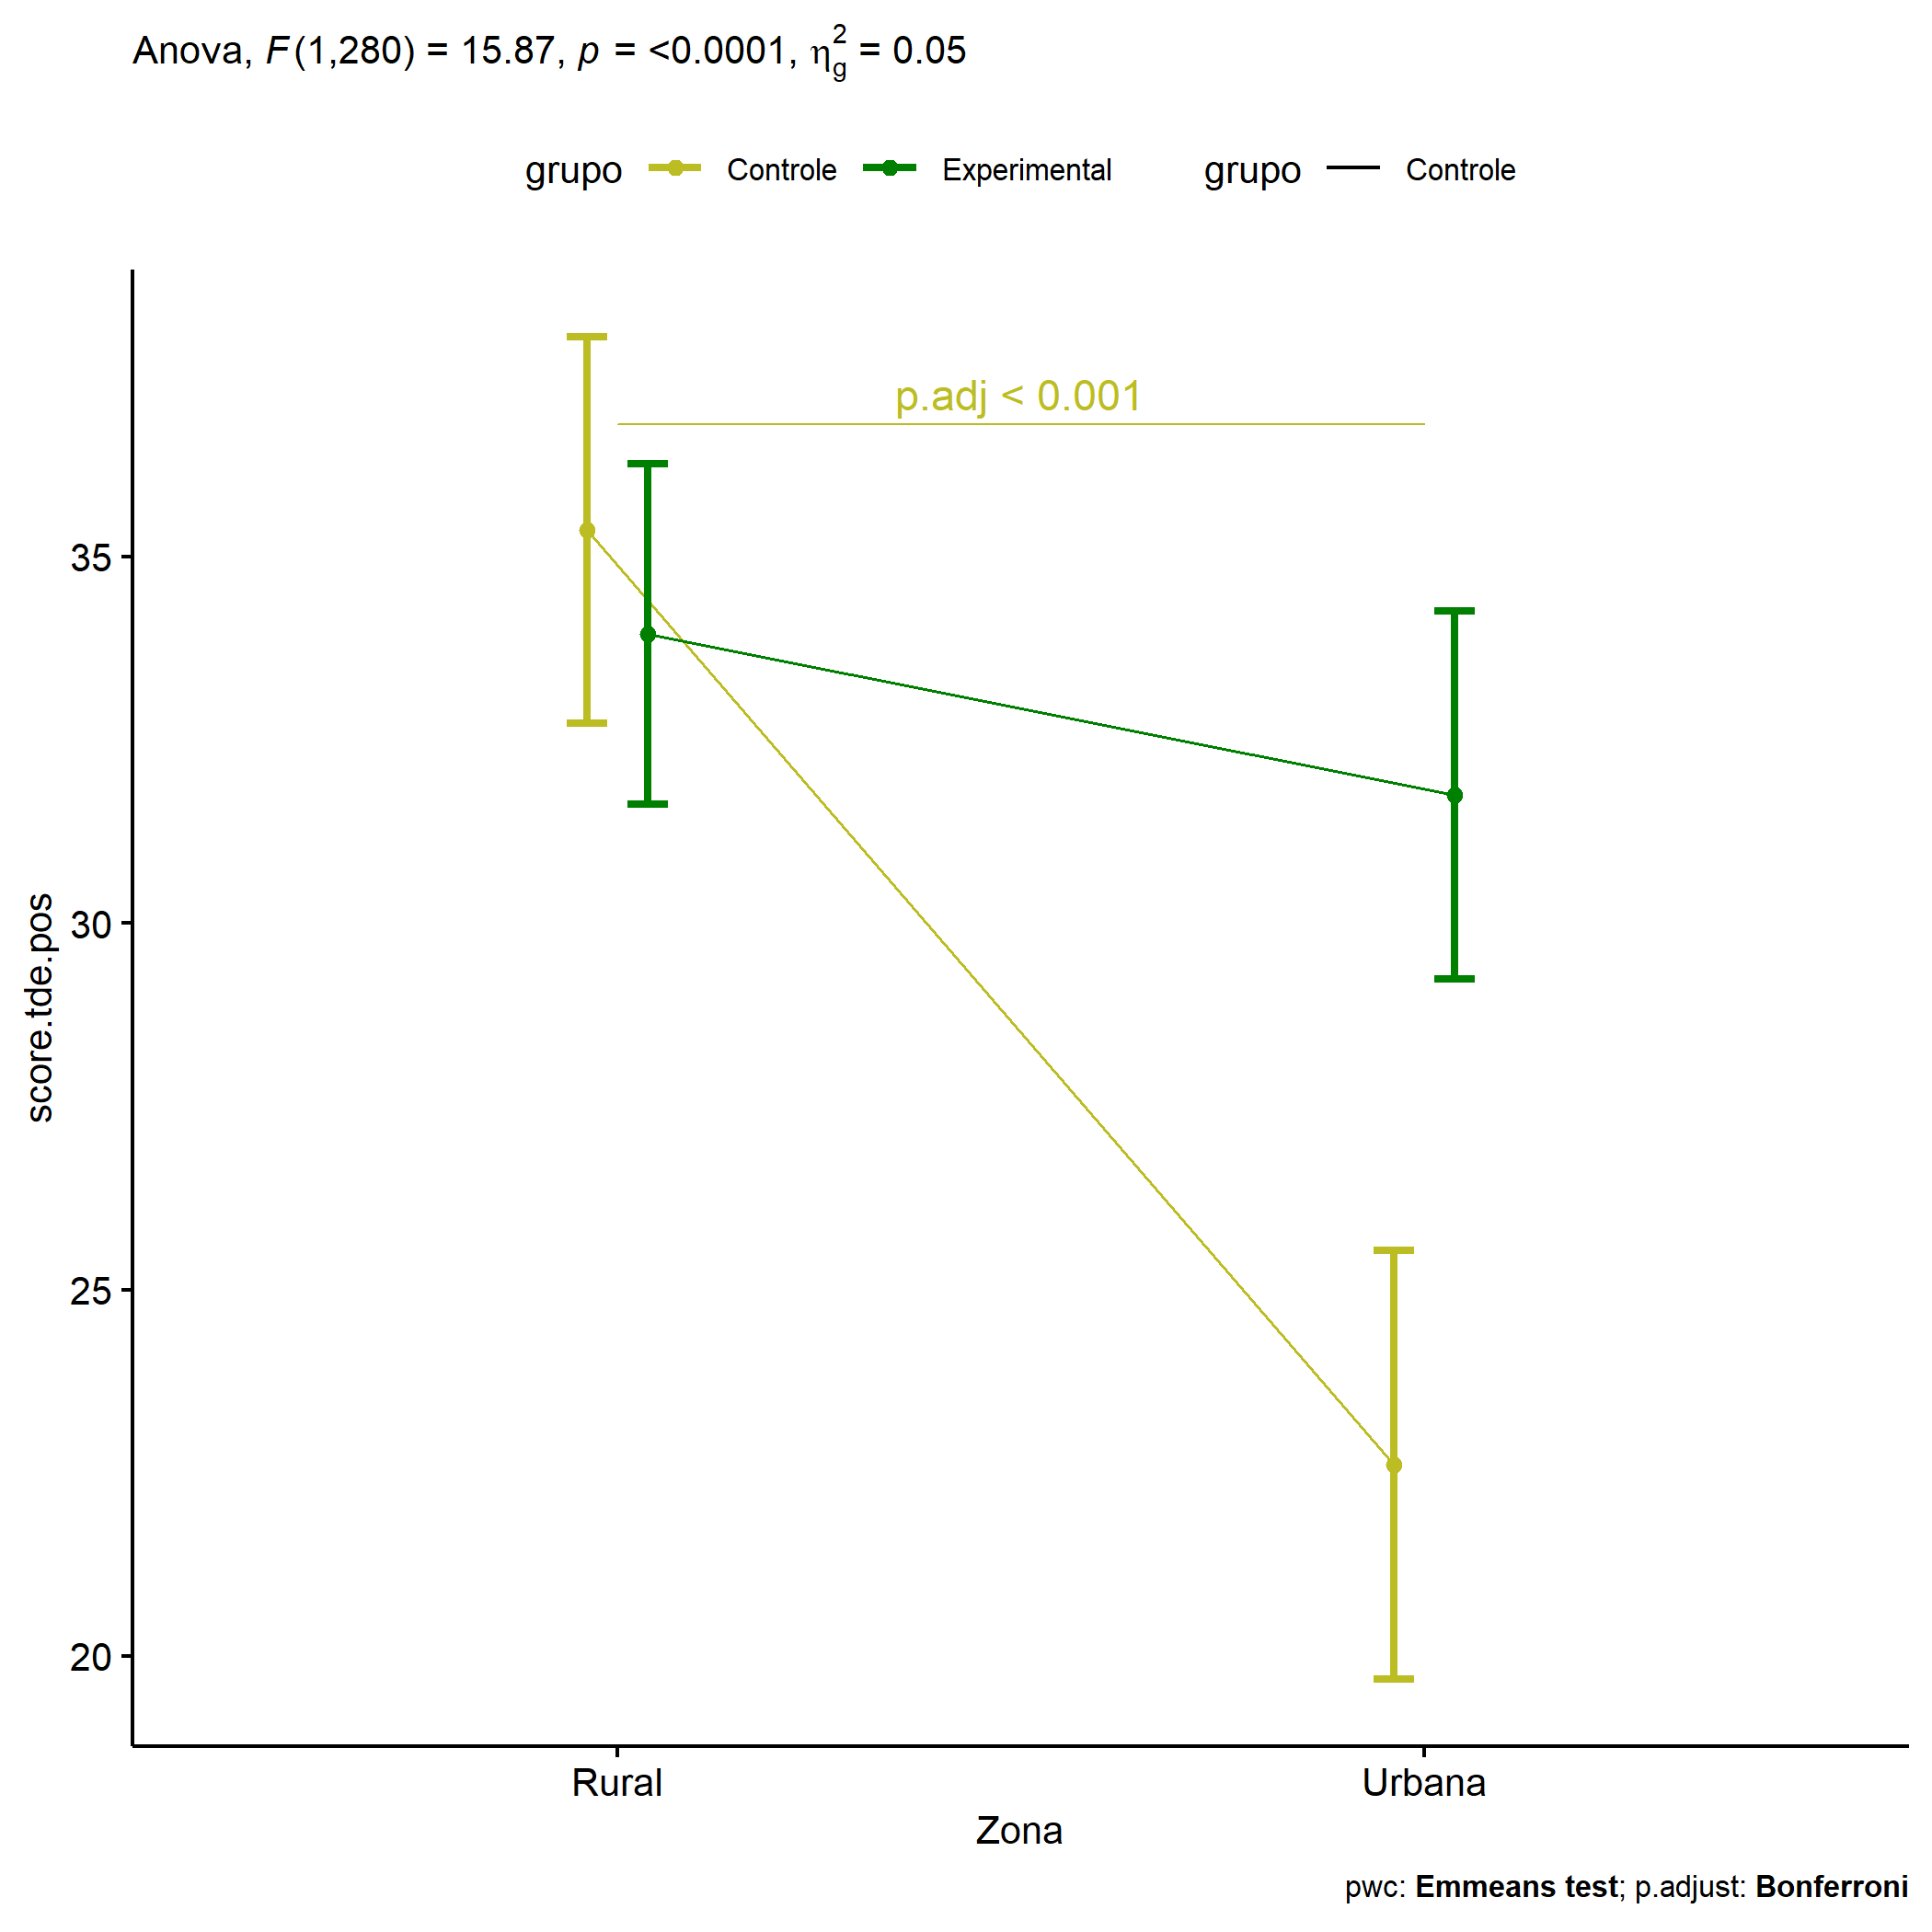 Anova, F(1,280) = 15.87, p = <0.0001, η²g = 0.05
grupo Controle Experimental grupo Controle
p.adj < 0.001
35
30
25
20
score.tde.pos
Rural Urbana
Zona
pwc: Emmeans test; p.adjust: Bonferroni